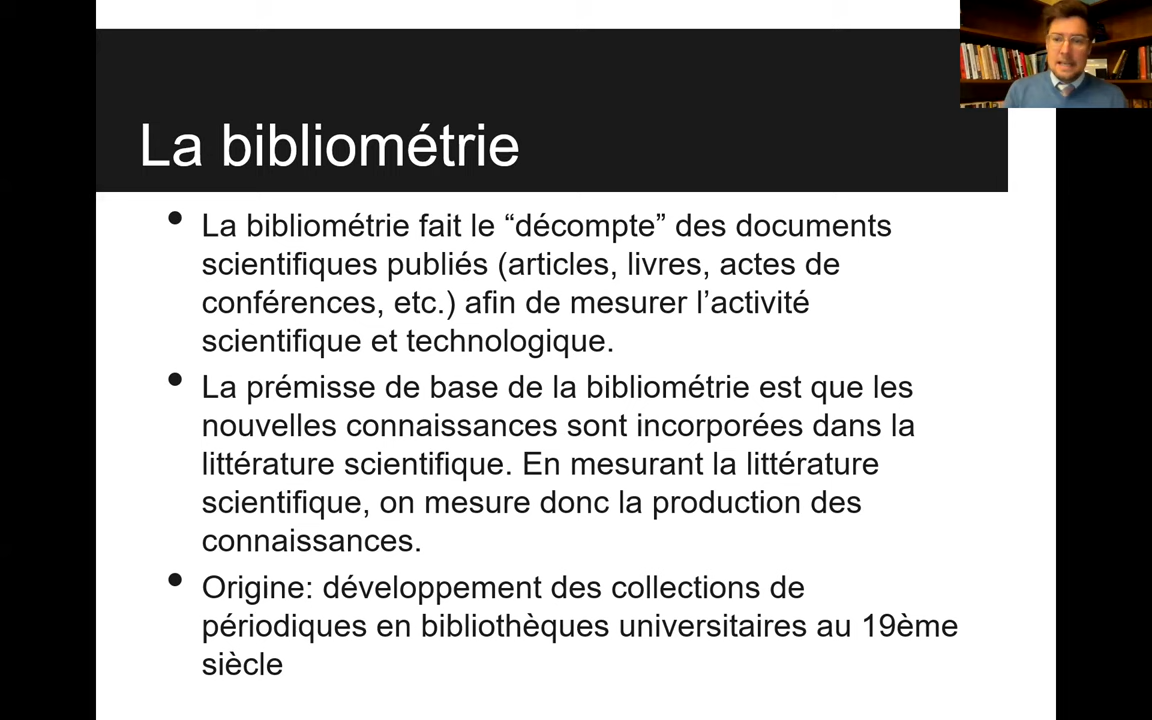 La bibliométrie
• La bibliométrie fait le “décompte” des documents
scientifiques publiés (articles, livres, actes de
conférences, etc.) afin de mesurer l’activité
scientifique et technologique.
• La prémisse de base de la bibliométrie est que les
nouvelles connaissances sont incorporées dans la
littérature scientifique. En mesurant la littérature
scientifique, on mesure donc la production des
connaissances.
• Origine: développement des collections de
périodiques en bibliothèques universitaires au 19ème
siècle